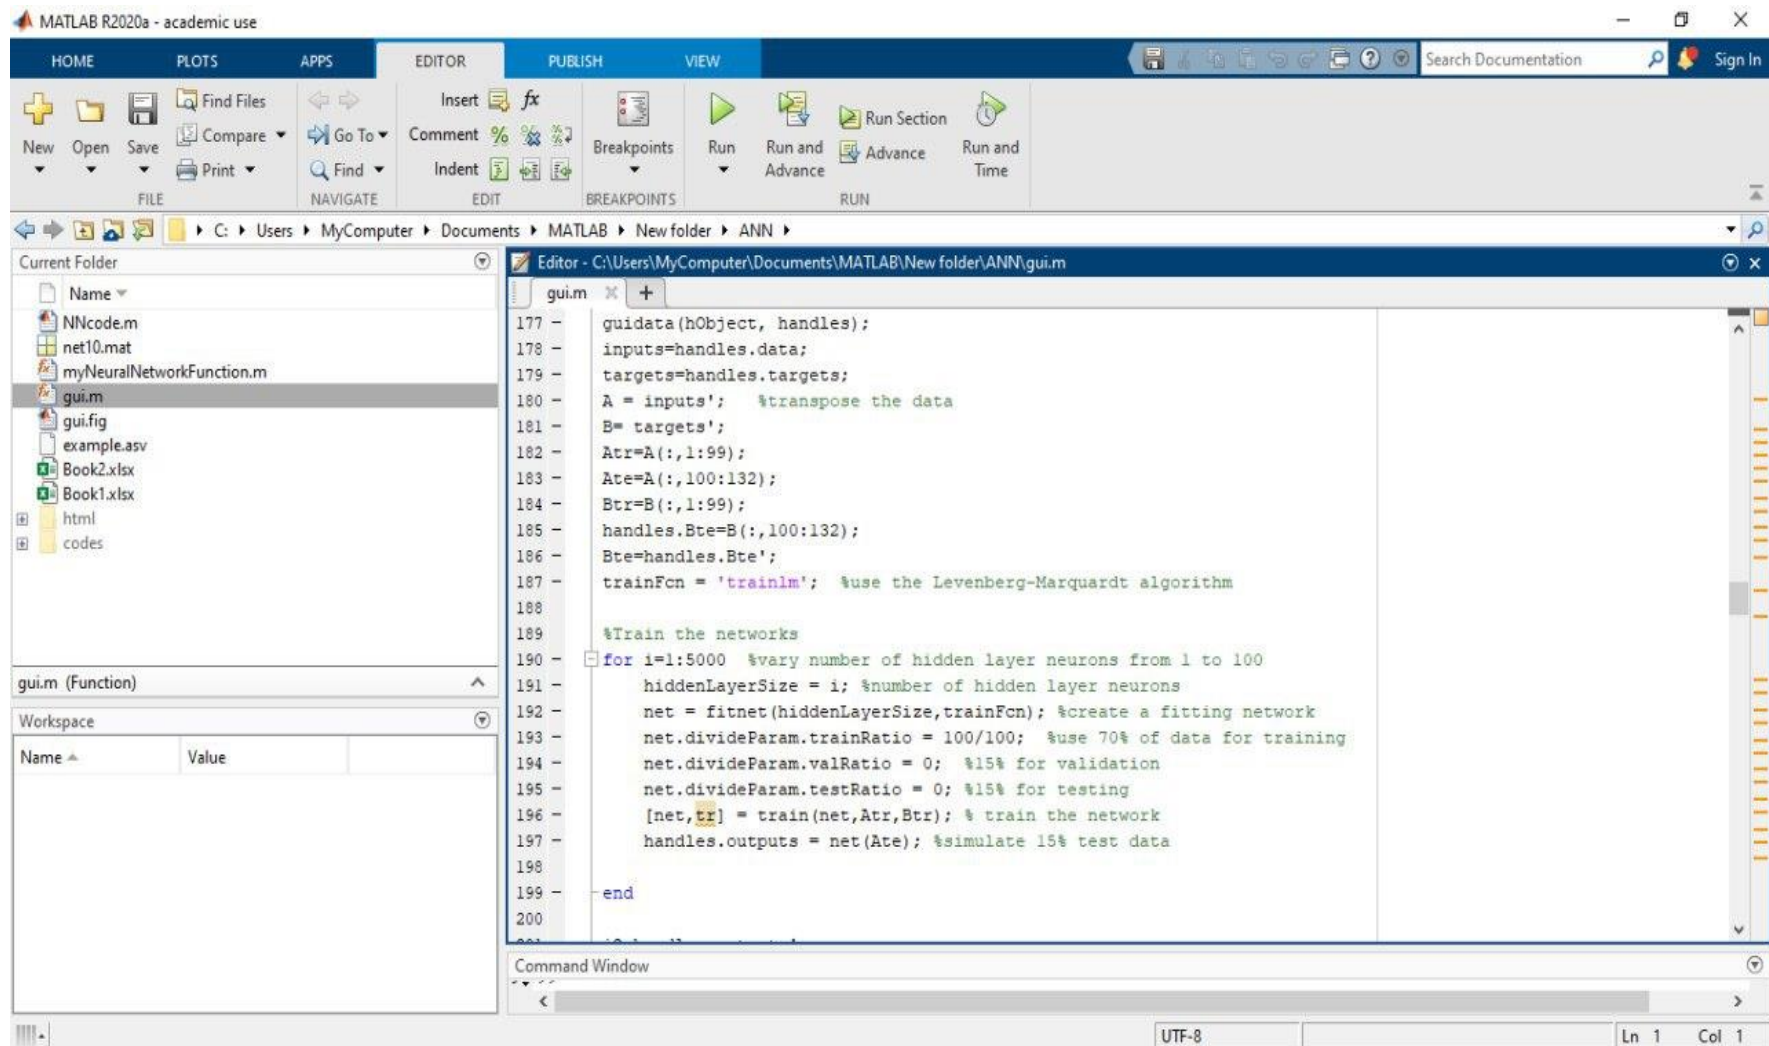 MATLAB R2020a - academic use
HOME PLOTS APPS EDITOR PUBLISH VIEW Search Documentation Sign In
New Open Save Find Files Compare Print
Go To Find
Insert fx
Comment
Indent
Breakpoints
Run Run and Advance Run Section Advance Run and Time
FILE NAVIGATE EDIT BREAKPOINTS RUN
C: Users MyComputer Documents MATLAB New folder ANN
Current Folder
Name
NNcode.m
net10.mat
myNeuralNetworkFunction.m
gui.m
gui.fig
example.asv
Book2.xlsx
Book1.xlsx
html
codes
gui.m (Function)
Workspace
Name Value
Editor - C:\Users\MyComputer\Documents\MATLAB\New folder\ANN\gui.m
gui.m
177 - guidata(hObject, handles);
178 - inputs=handles.data;
179 - targets=handles.targets;
180 - A = inputs'; %transpose the data
181 - B= targets';
182 - Atr=A(:,1:99);
183 - Ate=A(:,100:132);
184 - Btr=B(:,1:99);
185 - handles.Bte=B(:,100:132);
186 - Bte=handles.Bte';
187 - trainFcn = 'trainlm'; %use the Levenberg-Marquardt algorithm
188
189 %Train the networks
190 - for i=1:5000 %vary number of hidden layer neurons from 1 to 100
191 - hiddenLayerSize = i; %number of hidden layer neurons
192 - net = fitnet(hiddenLayerSize,trainFcn); %create a fitting network
193 - net.divideParam.trainRatio = 100/100; %use 70% of data for training
194 - net.divideParam.valRatio = 0; %15% for validation
195 - net.divideParam.testRatio = 0; %15% for testing
196 - [net,tr] = train(net,Atr,Btr); % train the network
197 - handles.outputs = net(Ate); %simulate 15% test data
198
199 - end
200
Command Window
UTF-8 Ln 1 Col 1